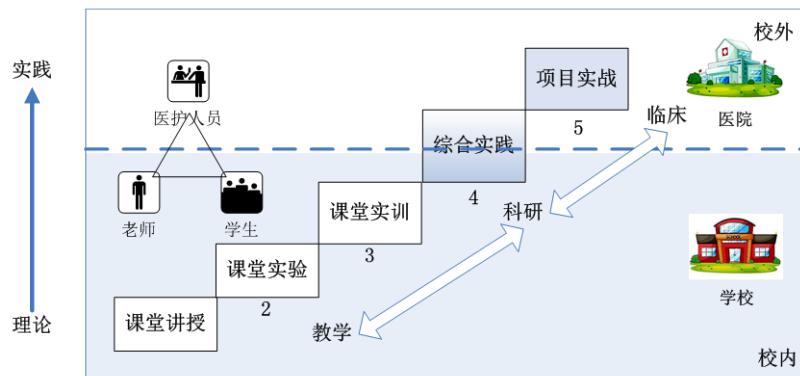 校外
实践
项目实战
医护人员
5
临床
医院
综合实践
4
课堂实训
科研
老师
学生
3
课堂实验
SCHOOL
学校
2
理论
课堂讲授
教学
校内